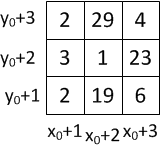 y₀+3 2 29 4
y₀+2 3 1 23
y₀+1 2 19 6
x₀+1 x₀+2 x₀+3